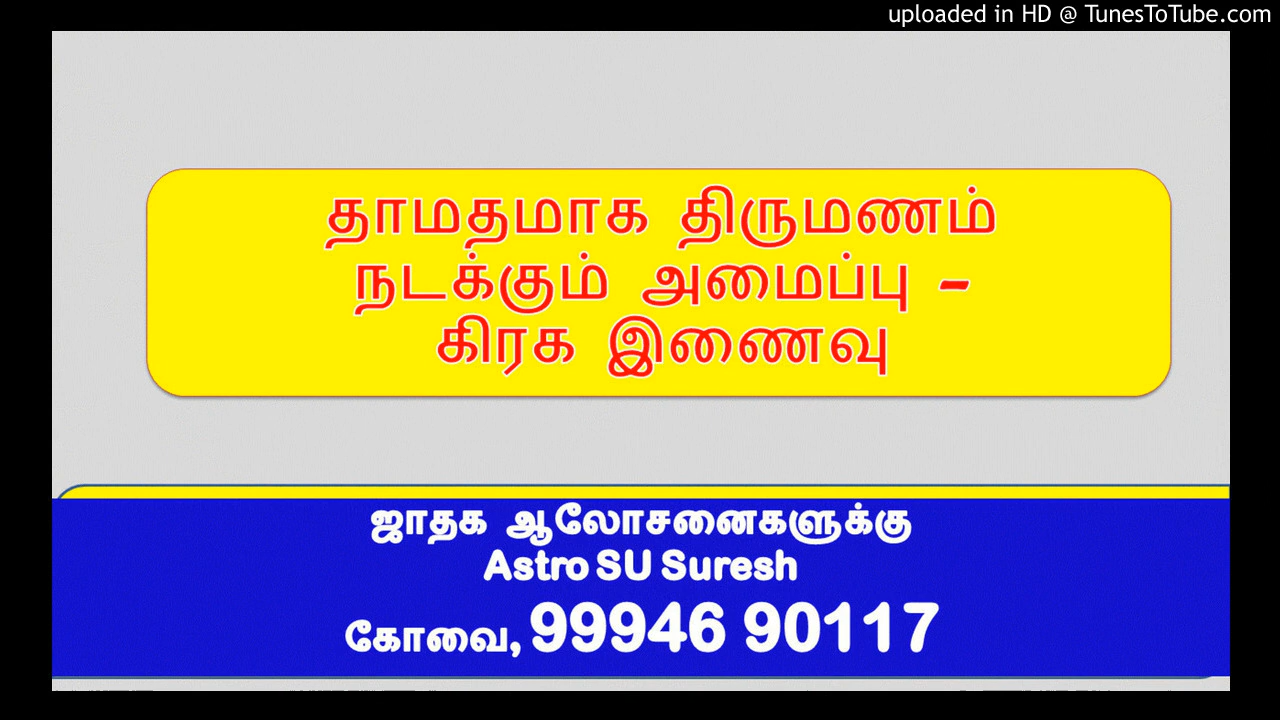 uploaded in HD @ TunesToTube.com
தாமதமாக திருமணம்
நடக்கும் அமைப்பு -
கிரக இணைவு
ஜாதக ஆலோசனைகளுக்கு
Astro SU Suresh
கோவை, 99946 90117